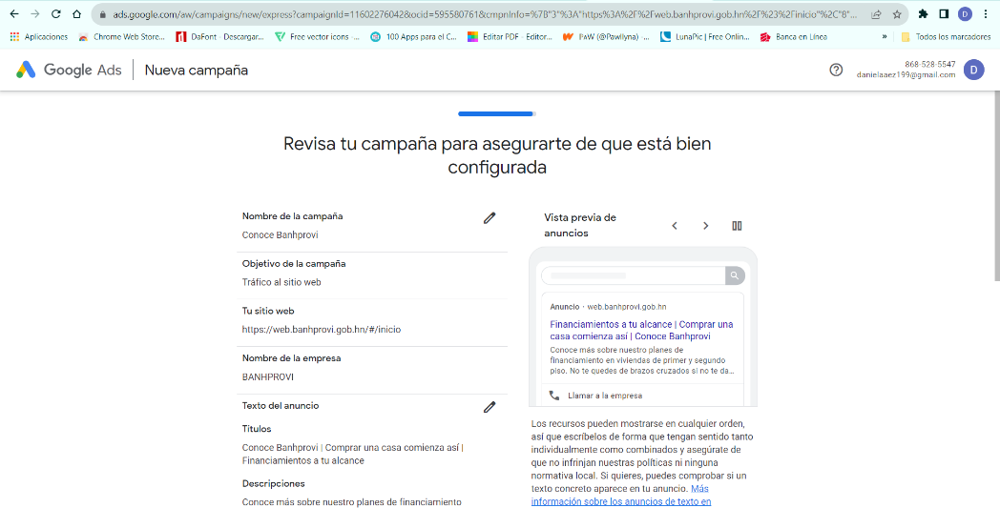 ads.google.com/aw/campaigns/new/express?campaignId=11602276042&ocid=595580761&cmpnInfo=%7B"3"%3A"https%3A%2F%2Fweb.banhprovi.gob.hn%2F%23%2Finicio"%2C"8"...
Aplicaciones
Chrome Web Store...
DaFont - Descargar...
Free vector icons -...
100 Apps para el C...
Editar PDF - Editor...
PAW (@Pawllyna) -...
LunaPic | Free Onlin...
Banca en Línea
»
Todos los marcadores
Google Ads
Nueva campaña
868-528-5547
danielaaez199@gmail.com
D
Revisa tu campaña para asegurarte de que está bien
configurada
Nombre de la campaña
Conoce Banhprovi
Objetivo de la campaña
Tráfico al sitio web
Tu sitio web
https://web.banhprovi.gob.hn/#/inicio
Nombre de la empresa
BANHPROVI
Texto del anuncio
Títulos
Conoce Banhprovi | Comprar una casa comienza así |
Financiamientos a tu alcance
Descripciones
Conoce más sobre nuestro planes de financiamiento
Vista previa de
anuncios
Anuncio · web.banhprovi.gob.hn
Financiamientos a tu alcance | Comprar una
casa comienza así | Conoce Banhprovi
Conoce más sobre nuestro planes de
financiamiento en viviendas de primer y segundo
piso. No te quedes de brazos cruzados si no te da...
Llamar a la empresa
Los recursos pueden mostrarse en cualquier orden,
así que escríbelos de forma que tengan sentido tanto
individualmente como combinados y asegúrate de
que no infrinjan nuestras políticas ni ninguna
normativa local. Si quieres, puedes comprobar si un
texto concreto aparece en tu anuncio. Más
información sobre los anuncios de texto en